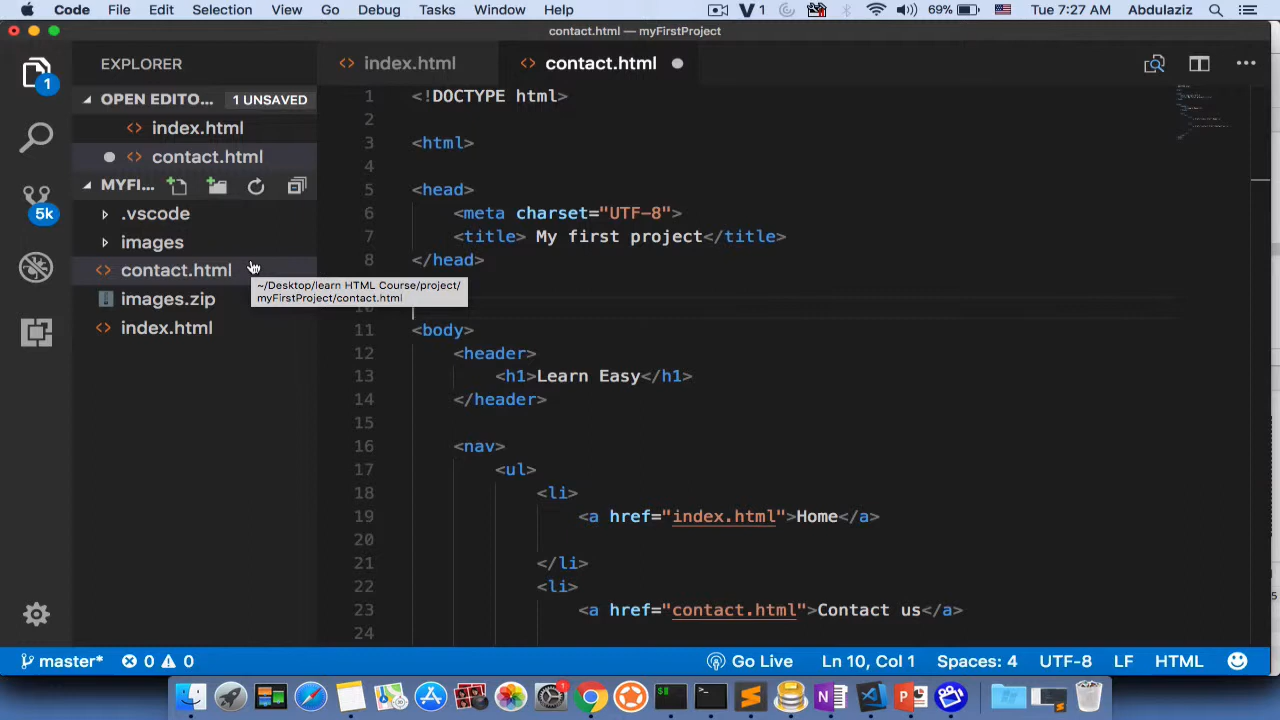 Code File Edit Selection View Go Debug Tasks Window Help 1 69% Tue 7:27 AM Abdulaziz
contact.html — myFirstProject
EXPLORER
index.html
contact.html
1
OPEN EDITO... 1 UNSAVED
index.html
contact.html
MYFI...
.vscode
images
contact.html
images.zip
index.html
5k
~/Desktop/learn HTML Course/project/
myFirstProject/contact.html
1 <!DOCTYPE html>
2
3 <html>
4
5 <head>
6 <meta charset="UTF-8">
7 <title> My first project</title>
8 </head>
10
11 <body>
12 <header>
13 <h1>Learn Easy</h1>
14 </header>
15
16 <nav>
17 <ul>
18 <li>
19 <a href="index.html">Home</a>
20
21 </li>
22 <li>
23 <a href="contact.html">Contact us</a>
24
master* 0 0 Go Live Ln 10, Col 1 Spaces: 4 UTF-8 LF HTML